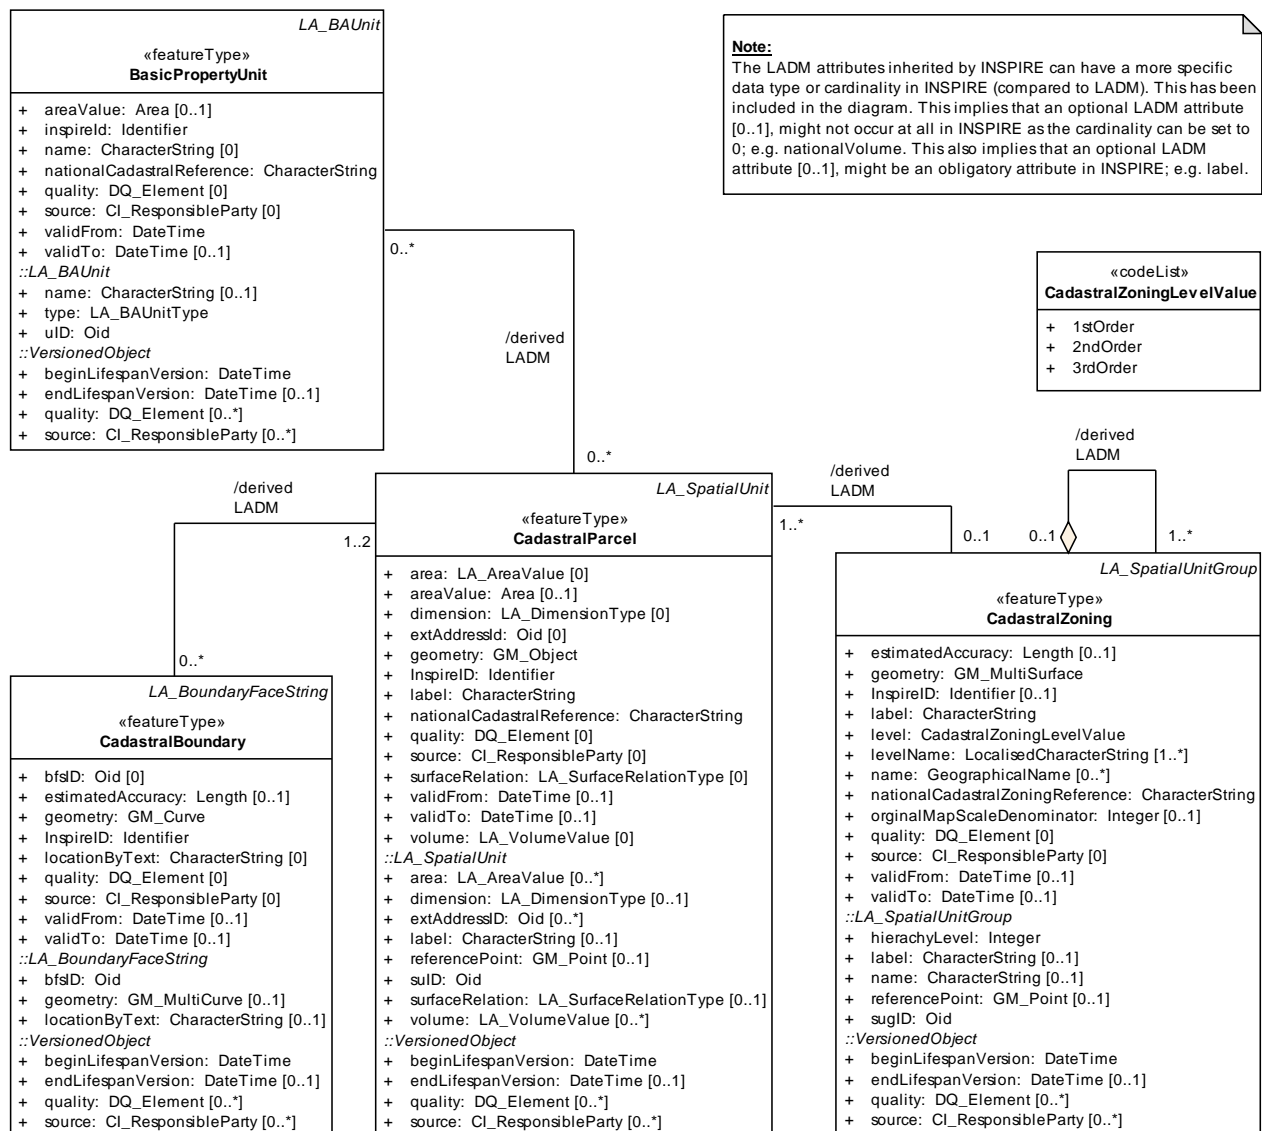 LA_BAUnit
«featureType»
BasicPropertyUnit
+ areaValue: Area [0..1]
+ inspireId: Identifier
+ name: CharacterString [0]
+ nationalCadastralReference: CharacterString
+ quality: DQ_Element [0]
+ source: CI_ResponsibleParty [0]
+ validFrom: DateTime
+ validTo: DateTime [0..1]
::LA_BAUnit
+ name: CharacterString [0..1]
+ type: LA_BAUnitType
+ uID: Oid
::VersionedObject
+ beginLifespanVersion: DateTime
+ endLifespanVersion: DateTime [0..1]
+ quality: DQ_Element [0..*]
+ source: CI_ResponsibleParty [0..*]
Note:
The LADM attributes inherited by INSPIRE can have a more specific
data type or cardinality in INSPIRE (compared to LADM). This has been
included in the diagram. This implies that an optional LADM attribute
[0..1], might not occur at all in INSPIRE as the cardinality can be set to
0; e.g. nationalVolume. This also implies that an optional LADM
attribute [0..1], might be an obligatory attribute in INSPIRE; e.g. label.
0..*
/derived
LADM
0..*
«codeList»
CadastralZoningLevelValue
+ 1stOrder
+ 2ndOrder
+ 3rdOrder
/derived
LADM
0..1
1..*
/derived
LADM
1..*
0..1
/derived
LADM
1..2
0..*
LA_BoundaryFaceString
«featureType»
CadastralBoundary
+ bfsID: Oid [0]
+ estimatedAccuracy: Length [0..1]
+ geometry: GM_Curve
+ InspireID: Identifier
+ locationByText: CharacterString [0]
+ quality: DQ_Element [0]
+ source: CI_ResponsibleParty [0]
+ validFrom: DateTime [0..1]
+ validTo: DateTime [0..1]
::LA_BoundaryFaceString
+ bfsID: Oid
+ geometry: GM_MultiCurve [0..1]
+ locationByText: CharacterString [0..1]
::VersionedObject
+ beginLifespanVersion: DateTime
+ endLifespanVersion: DateTime [0..1]
+ quality: DQ_Element [0..*]
+ source: CI_ResponsibleParty [0..*]
LA_SpatialUnit
«featureType»
CadastralParcel
+ area: LA_AreaValue [0]
+ areaValue: Area [0..1]
+ dimension: LA_DimensionType [0]
+ extAddressId: Oid [0]
+ geometry: GM_Object
+ InspireID: Identifier
+ label: CharacterString
+ nationalCadastralReference: CharacterString
+ quality: DQ_Element [0]
+ source: CI_ResponsibleParty [0]
+ surfaceRelation: LA_SurfaceRelationType [0]
+ validFrom: DateTime [0..1]
+ validTo: DateTime [0..1]
+ volume: LA_VolumeValue [0]
::LA_SpatialUnit
+ area: LA_AreaValue [0..*]
+ dimension: LA_DimensionType [0..1]
+ extAddressID: Oid [0..*]
+ label: CharacterString [0..1]
+ referencePoint: GM_Point [0..1]
+ suID: Oid
+ surfaceRelation: LA_SurfaceRelationType [0..1]
+ volume: LA_VolumeValue [0..*]
::VersionedObject
+ beginLifespanVersion: DateTime
+ endLifespanVersion: DateTime [0..1]
+ quality: DQ_Element [0..*]
+ source: CI_ResponsibleParty [0..*]
LA_SpatialUnitGroup
«featureType»
CadastralZoning
+ estimatedAccuracy: Length [0..1]
+ geometry: GM_MultiSurface
+ InspireID: Identifier [0..1]
+ label: CharacterString
+ level: CadastralZoningLevelValue
+ levelName: LocalisedCharacterString [1..*]
+ name: GeographicalName [0..*]
+ nationalCadastralZoningReference: CharacterString
+ orginalMapScaleDenominator: Integer [0..1]
+ quality: DQ_Element [0]
+ source: CI_ResponsibleParty [0]
+ validFrom: DateTime [0..1]
+ validTo: DateTime [0..1]
::LA_SpatialUnitGroup
+ hierachyLevel: Integer
+ label: CharacterString [0..1]
+ name: CharacterString [0..1]
+ referencePoint: GM_Point [0..1]
+ sugID: Oid
::VersionedObject
+ beginLifespanVersion: DateTime
+ endLifespanVersion: DateTime [0..1]
+ quality: DQ_Element [0..*]
+ source: CI_ResponsibleParty [0..*]